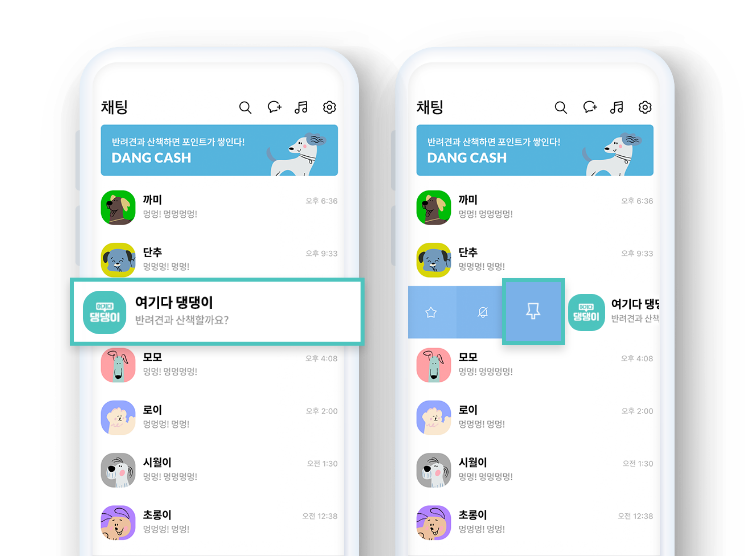 채팅
반려견과 산책하면 포인트가 쌓인다!
DANG CASH
까미
오후 6:36
멍멍! 멍멍멍멍!
단추
오후 9:33
멍멍멍! 멍멍!
여기다
댕댕이
여기다 댕댕이
반려견과 산책할까요?
모모
오후 4:08
멍멍! 멍멍멍멍!
로이
오후 2:00
멍멍멍! 멍멍!
시월이
오전 1:30
멍멍! 멍멍멍멍!
초롱이
오전 12:38
멍멍멍! 멍멍!
채팅
반려견과 산책하면 포인트가 쌓인다!
DANG CASH
까미
오후 6:36
멍멍! 멍멍멍멍!
단추
오후 9:33
멍멍멍! 멍멍!
여기다
댕댕이
여기다 댕댕
반려견과 산책
모모
오후 4:08
멍멍! 멍멍멍멍!
로이
오후 2:00
멍멍멍! 멍멍!
시월이
오전 1:30
멍멍! 멍멍멍멍!
초롱이
오전 12:38
멍멍멍! 멍멍!